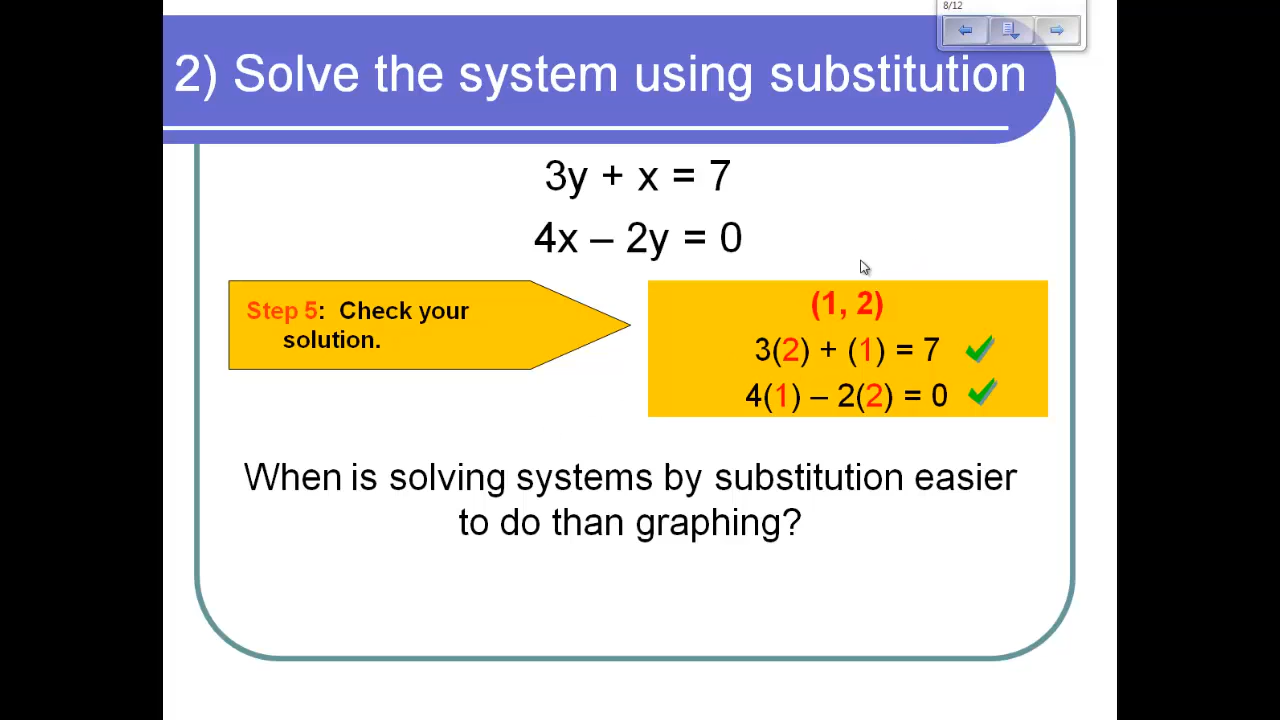 8/12
2) Solve the system using substitution
3y + x = 7
4x – 2y = 0
Step 5: Check your
solution.
(1, 2)
3(2) + (1) = 7
4(1) – 2(2) = 0
When is solving systems by substitution easier
to do than graphing?